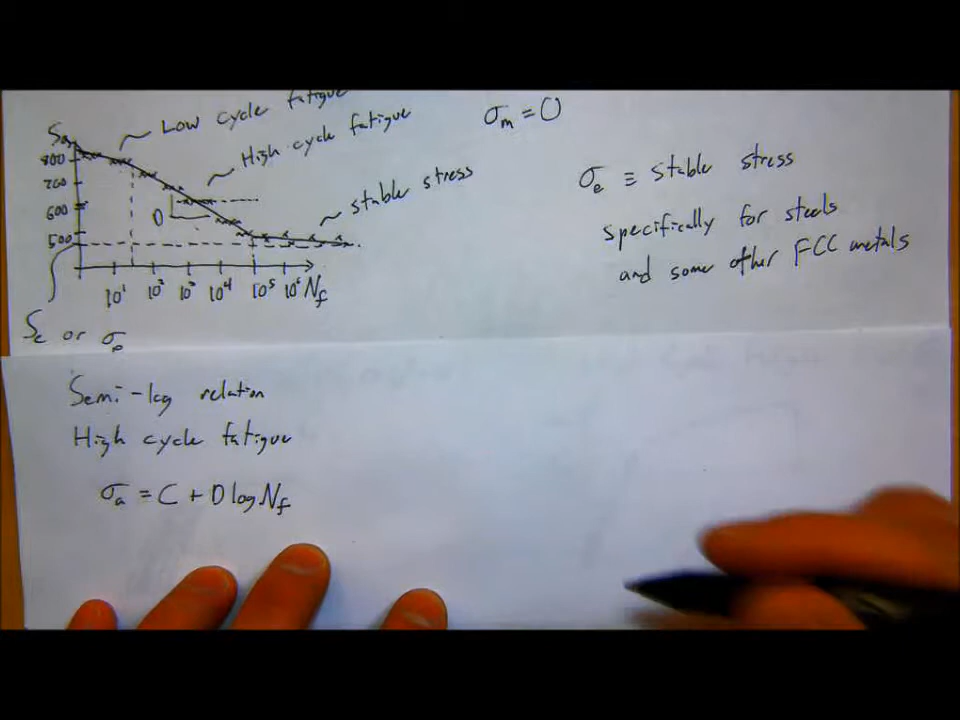 Low cycle fatigue
High cycle fatigue
stable stress
Sa
800
700
600
500
D
10¹ 10² 10³ 10⁴ 10⁵ 10⁶ Nf
Se or σe
σm = 0
σe ≡ stable stress
specifically for steels
and some other FCC metals
Semi-log relation
High cycle fatigue
σa = C + D log Nf